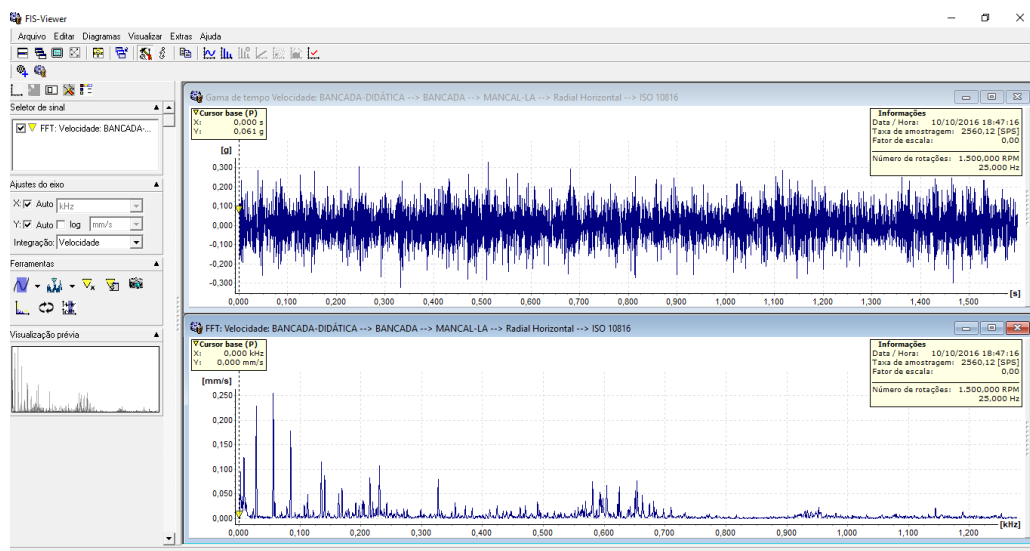 FIS-Viewer
Arquivo Editar Diagramas Visualizar Extras Ajuda
Seletor de sinal
FFT: Velocidade: BANCADA-...
Ajustes do eixo
X: Auto kHz
Y: Auto log mm/s
Integração: Velocidade
Ferramentas
Visualização prévia
Gama de tempo Velocidade: BANCADA-DIDÁTICA --> BANCADA --> MANCAL-LA --> Radial Horizontal --> ISO 10816
Cursor base (P)
X: 0,000 s
Y: 0,061 g
Informações
Data / Hora: 10/10/2016 18:47:16
Taxa de amostragem: 2560,12 [SPS]
Fator de escala: 0,00
Número de rotações: 1.500,000 RPM
25,000 Hz
[g]
0,300
0,200
0,100
0,000
-0,100
-0,200
-0,300
0,000 0,100 0,200 0,300 0,400 0,500 0,600 0,700 0,800 0,900 1,000 1,100 1,200 1,300 1,400 1,500 [s]
FFT: Velocidade: BANCADA-DIDÁTICA --> BANCADA --> MANCAL-LA --> Radial Horizontal --> ISO 10816
Cursor base (P)
X: 0,000 kHz
Y: 0,000 mm/s
Informações
Data / Hora: 10/10/2016 18:47:16
Taxa de amostragem: 2560,12 [SPS]
Fator de escala: 0,00
Número de rotações: 1.500,000 RPM
25,000 Hz
[mm/s]
0,250
0,200
0,150
0,100
0,050
0,000
0,000 0,100 0,200 0,300 0,400 0,500 0,600 0,700 0,800 0,900 1,000 1,100 1,200 [kHz]